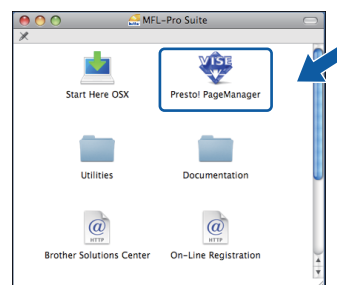 MFL-Pro Suite
Start Here OSX
VISE
Presto! PageManager
Utilities
Documentation
@
HTTP
@
HTTP
Brother Solutions Center
On-Line Registration